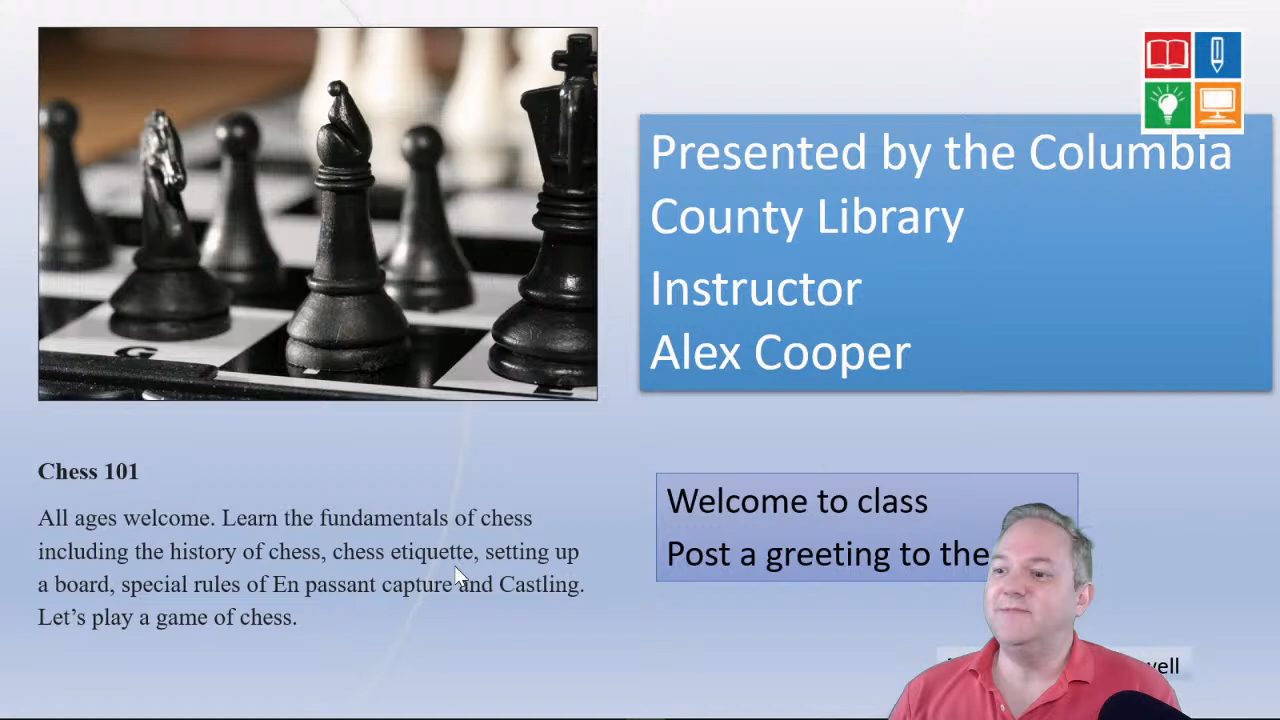 Presented by the Columbia
County Library
Instructor
Alex Cooper
Chess 101
All ages welcome. Learn the fundamentals of chess
including the history of chess, chess etiquette, setting up
a board, special rules of En passant capture and Castling.
Let’s play a game of chess.
Welcome to class
Post a greeting to the
G